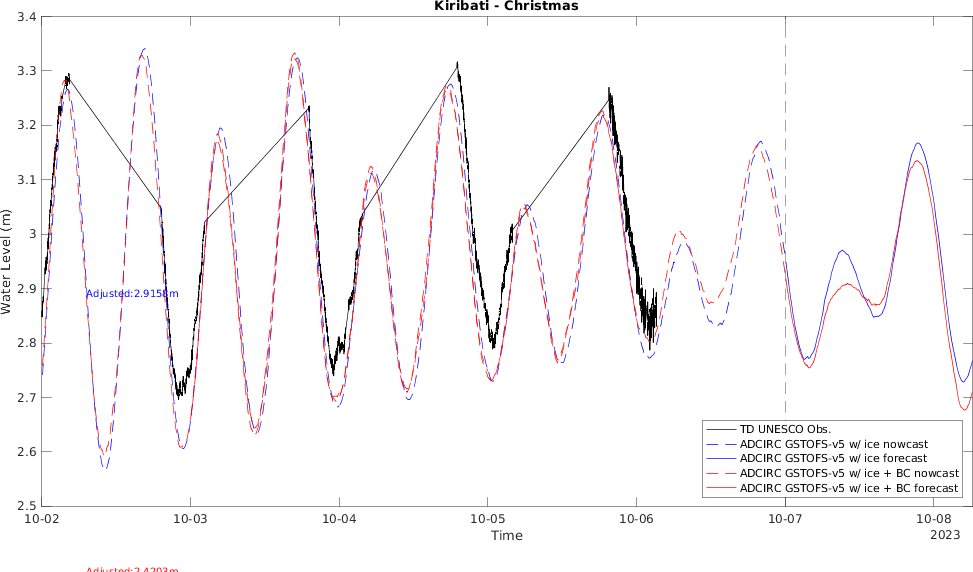 Kiribati - Christmas
3.4
3.3
3.2
3.1
3
2.9
2.8
2.7
2.6
2.5
Water Level (m)
Adjusted:2.9158m
TD UNESCO Obs.
ADCIRC GSTOFS-v5 w/ ice nowcast
ADCIRC GSTOFS-v5 w/ ice forecast
ADCIRC GSTOFS-v5 w/ ice + BC nowcast
ADCIRC GSTOFS-v5 w/ ice + BC forecast
10-02 10-03 10-04 10-05 10-06 10-07 10-08
Time
2023
Adjusted:2.4203m